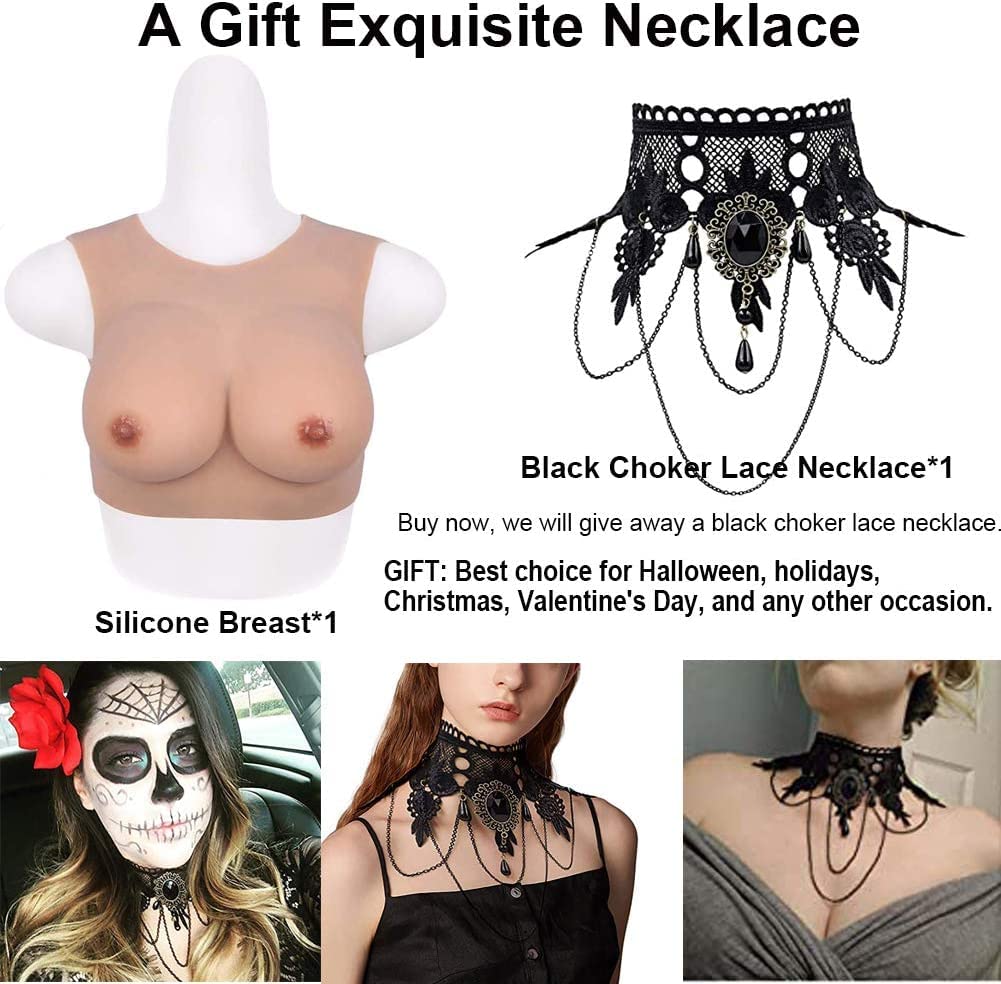 A Gift Exquisite Necklace
Black Choker Lace Necklace*1
Buy now, we will give away a black choker lace necklace.
GIFT: Best choice for Halloween, holidays,
Christmas, Valentine's Day, and any other occasion.
Silicone Breast*1